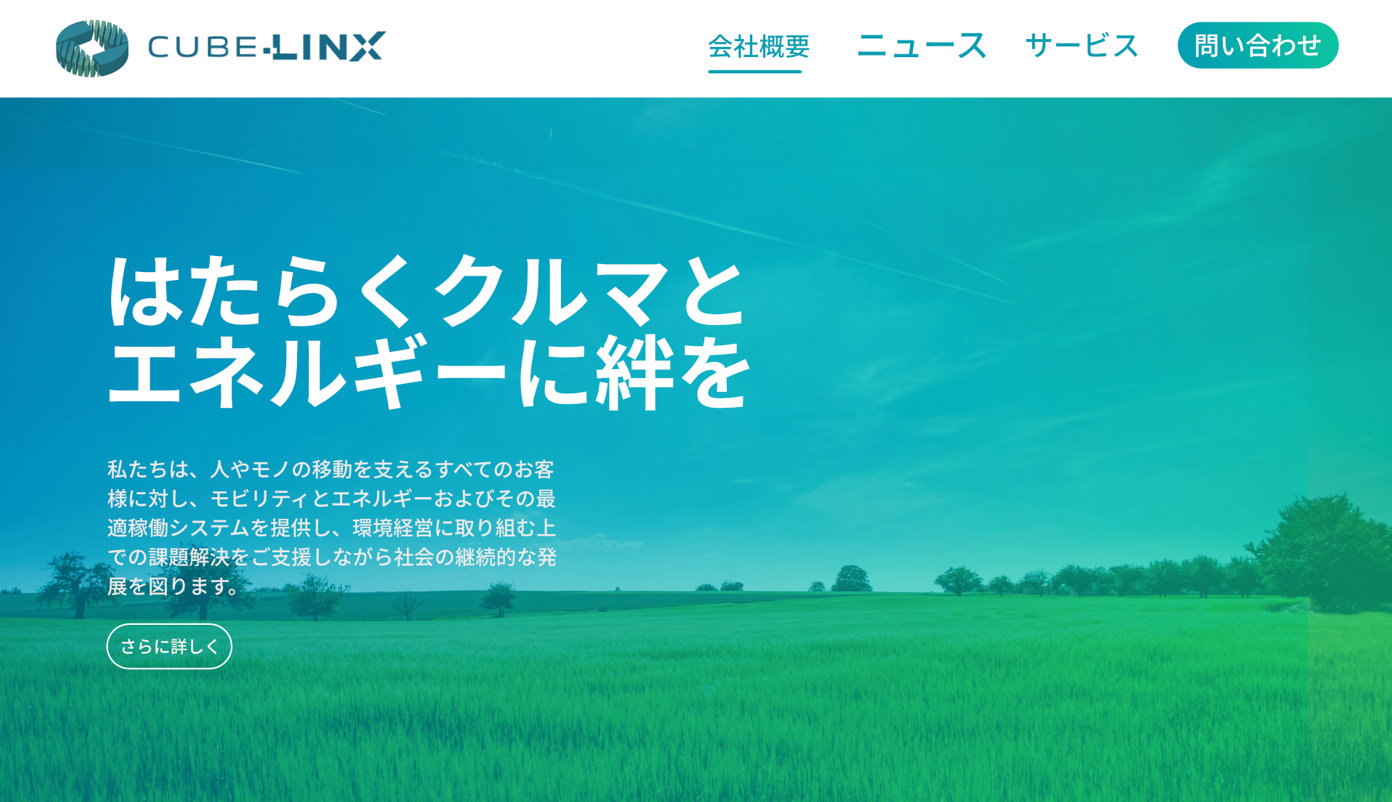 CUBE-LINX
会社概要
ニュース
サービス
問い合わせ
はたらくクルマと
エネルギーに絆を
私たちは、人やモノの移動を支えるすべてのお客
様に対し、モビリティとエネルギーおよびその最
適稼働システムを提供し、環境経営に取り組む上
での課題解決をご支援しながら社会の継続的な発
展を図ります。
さらに詳しく